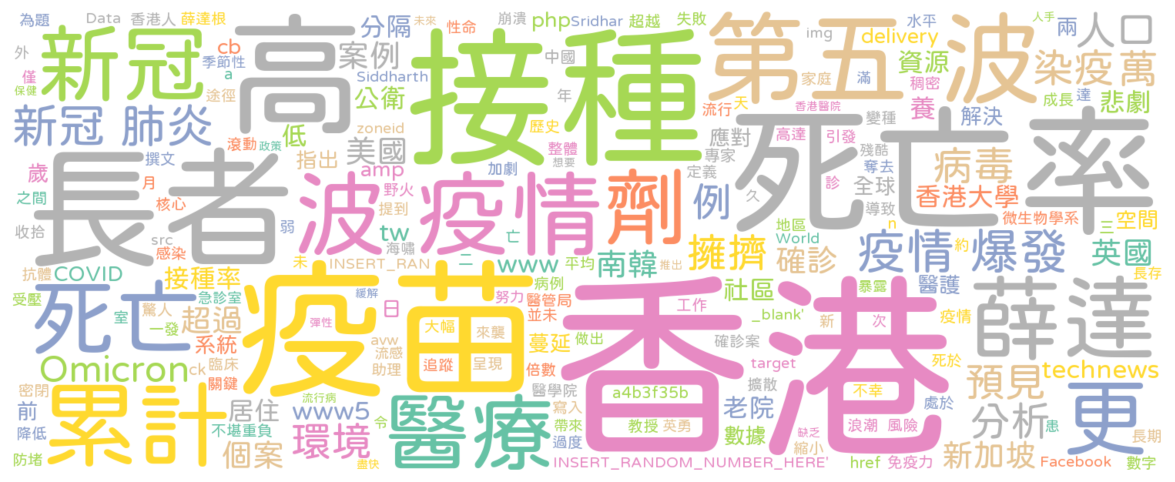 外 Data 香港人 薛達根 為題 分隔 性命 崩潰 php Sridhar 超越 未來 失敗 img 水平 人手 兩 人口
新冠 高 接種 第五波 delivery 資源 染疫 萬
cb 季節性 案例 a Siddharth 中國 家庭 滿 稠密 達
僅 保健 途徑 公衛 年 流行 天 香港醫院 養 成長 悲劇
新冠 肺炎 滾動 政策 低 zoneid 歷史 應對 高達 變種 引發 解決
撰文 指出 美國 整體 想要 專家 殘酷 死亡率
歲 月 長者 amp 野火 加劇 劑 定義 診 奪去 病毒
之間 核心 波 疫情 提到 例 久 全球 香港大學
收拾 src 弱 tw 海嘯 亡 地區 導致 n 微生物學系
感染 未 INSERT_RAN 二 平均 World 擁擠 約 三 空間
抗體 COVID 接種率 www 南韓 確診 疫情 爆發 英國
受壓 死亡 急診室 疫苗 緩解 病例 推出 社區 暴露 醫護 長存
室 驚人 一發 日 努力 醫管局 工作 _blank' 薛達
超過 彈性 大幅 來襲 並未 做出 香港 新 次 疫情
Omicron 系統 臨床 avw 流感 追蹤 呈現 蔓延 確診案 target 死於
密閉 關鍵 ck 助理 倍數 醫學院 擴散 不幸 預見 technews
前 累計 居住 流行病 www5 醫療 寫入 a4b3f35b 老院 處於 分析 更
降低 不堪重負 令 帶來 教授 英勇 缺乏 浪潮 風險 患 長期
防堵 個案 環境 盡快 過度 數據 縮小 新加坡
INSERT_RANDOM_NUMBER_HERE' href 免疫力 Facebook 數字